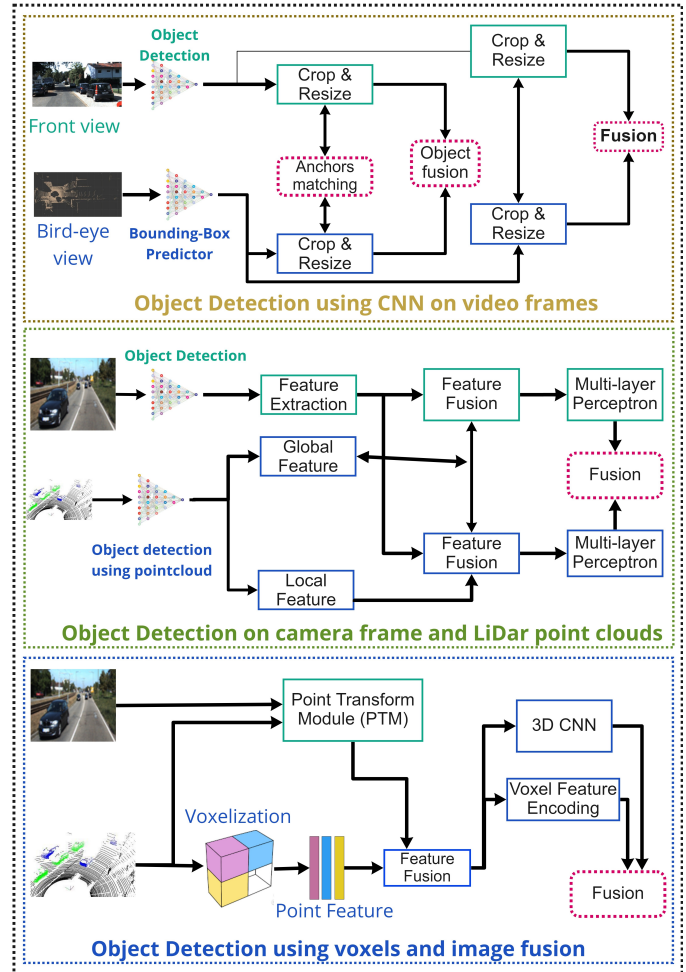 Object
Detection
Crop &
Resize
Crop &
Resize
Front view
Anchors
matching
Object
fusion
Fusion
Bird-eye
view
Bounding-Box
Predictor
Crop &
Resize
Crop &
Resize
Object Detection using CNN on video frames
Object Detection
Feature
Extraction
Feature
Fusion
Multi-layer
Perceptron
Global
Feature
Fusion
Object detection
using pointcloud
Local
Feature
Feature
Fusion
Multi-layer
Perceptron
Object Detection on camera frame and LiDar point clouds
Point Transform
Module (PTM)
3D CNN
Voxelization
Voxel Feature
Encoding
Feature
Fusion
Point Feature
Fusion
Object Detection using voxels and image fusion